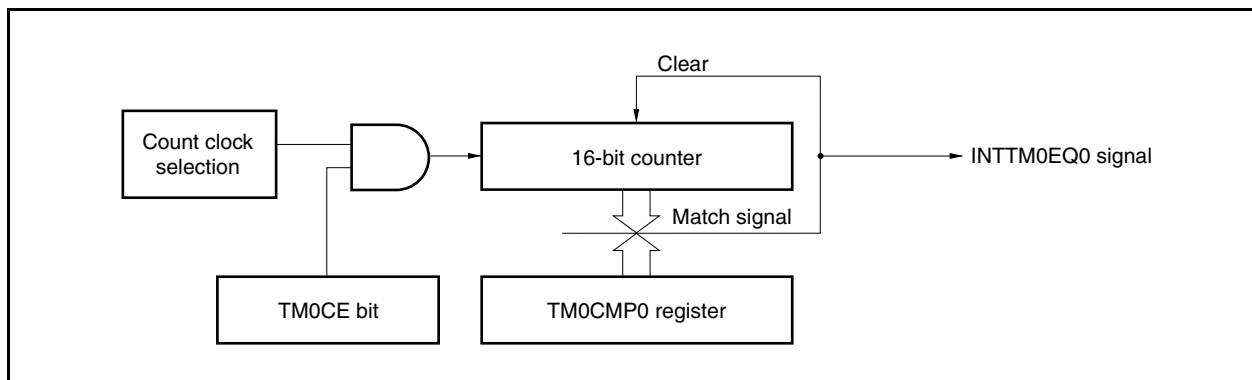 Clear
Count clock
selection
16-bit counter
INTTM0EQ0 signal
Match signal
TM0CE bit
TM0CMP0 register